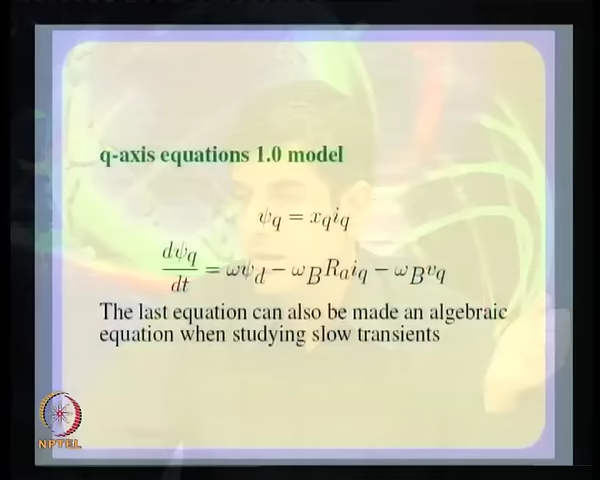 q-axis equations 1.0 model
ψq = xqiq
dψq/dt = ωψd − ωBRaiq − ωBvq
The last equation can also be made an algebraic
equation when studying slow transients
NPTEL